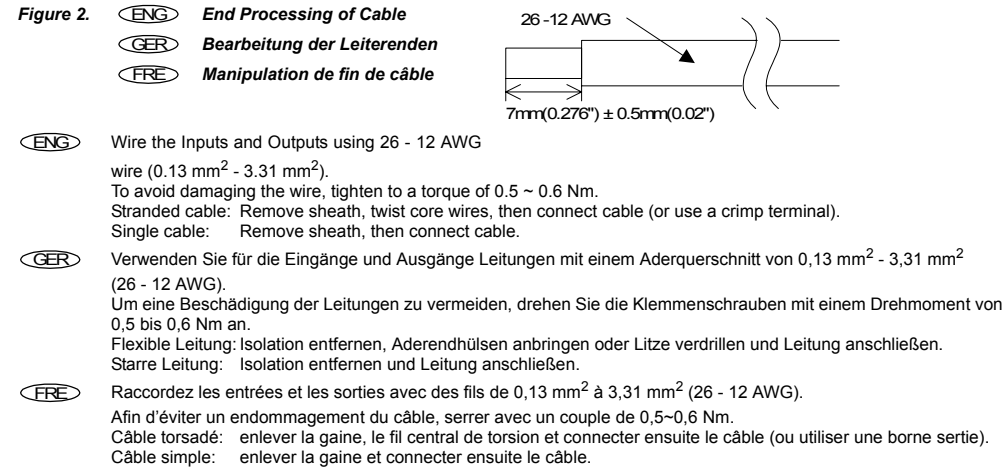 Figure 2. ENG End Processing of Cable
GER Bearbeitung der Leiterenden
FRE Manipulation de fin de câble
26 -12 AWG
7mm(0.276") ± 0.5mm(0.02")
ENG Wire the Inputs and Outputs using 26 - 12 AWG
wire (0.13 mm² - 3.31 mm²).
To avoid damaging the wire, tighten to a torque of 0.5 ~ 0.6 Nm.
Stranded cable: Remove sheath, twist core wires, then connect cable (or use a crimp terminal).
Single cable: Remove sheath, then connect cable.
GER Verwenden Sie für die Eingänge und Ausgänge Leitungen mit einem Aderquerschnitt von 0,13 mm² - 3,31 mm²
(26 - 12 AWG).
Um eine Beschädigung der Leitungen zu vermeiden, drehen Sie die Klemmenschrauben mit einem Drehmoment von
0,5 bis 0,6 Nm an.
Flexible Leitung: Isolation entfernen, Aderendhülsen anbringen oder Litze verdrillen und Leitung anschließen.
Starre Leitung: Isolation entfernen und Leitung anschließen.
FRE Raccordez les entrées et les sorties avec des fils de 0,13 mm² à 3,31 mm² (26 - 12 AWG).
Afin d'éviter un endommagement du câble, serrer avec un couple de 0,5~0,6 Nm.
Câble torsadé: enlever la gaine, le fil central de torsion et connecter ensuite le câble (ou utiliser une borne sertie).
Câble simple: enlever la gaine et connecter ensuite le câble.